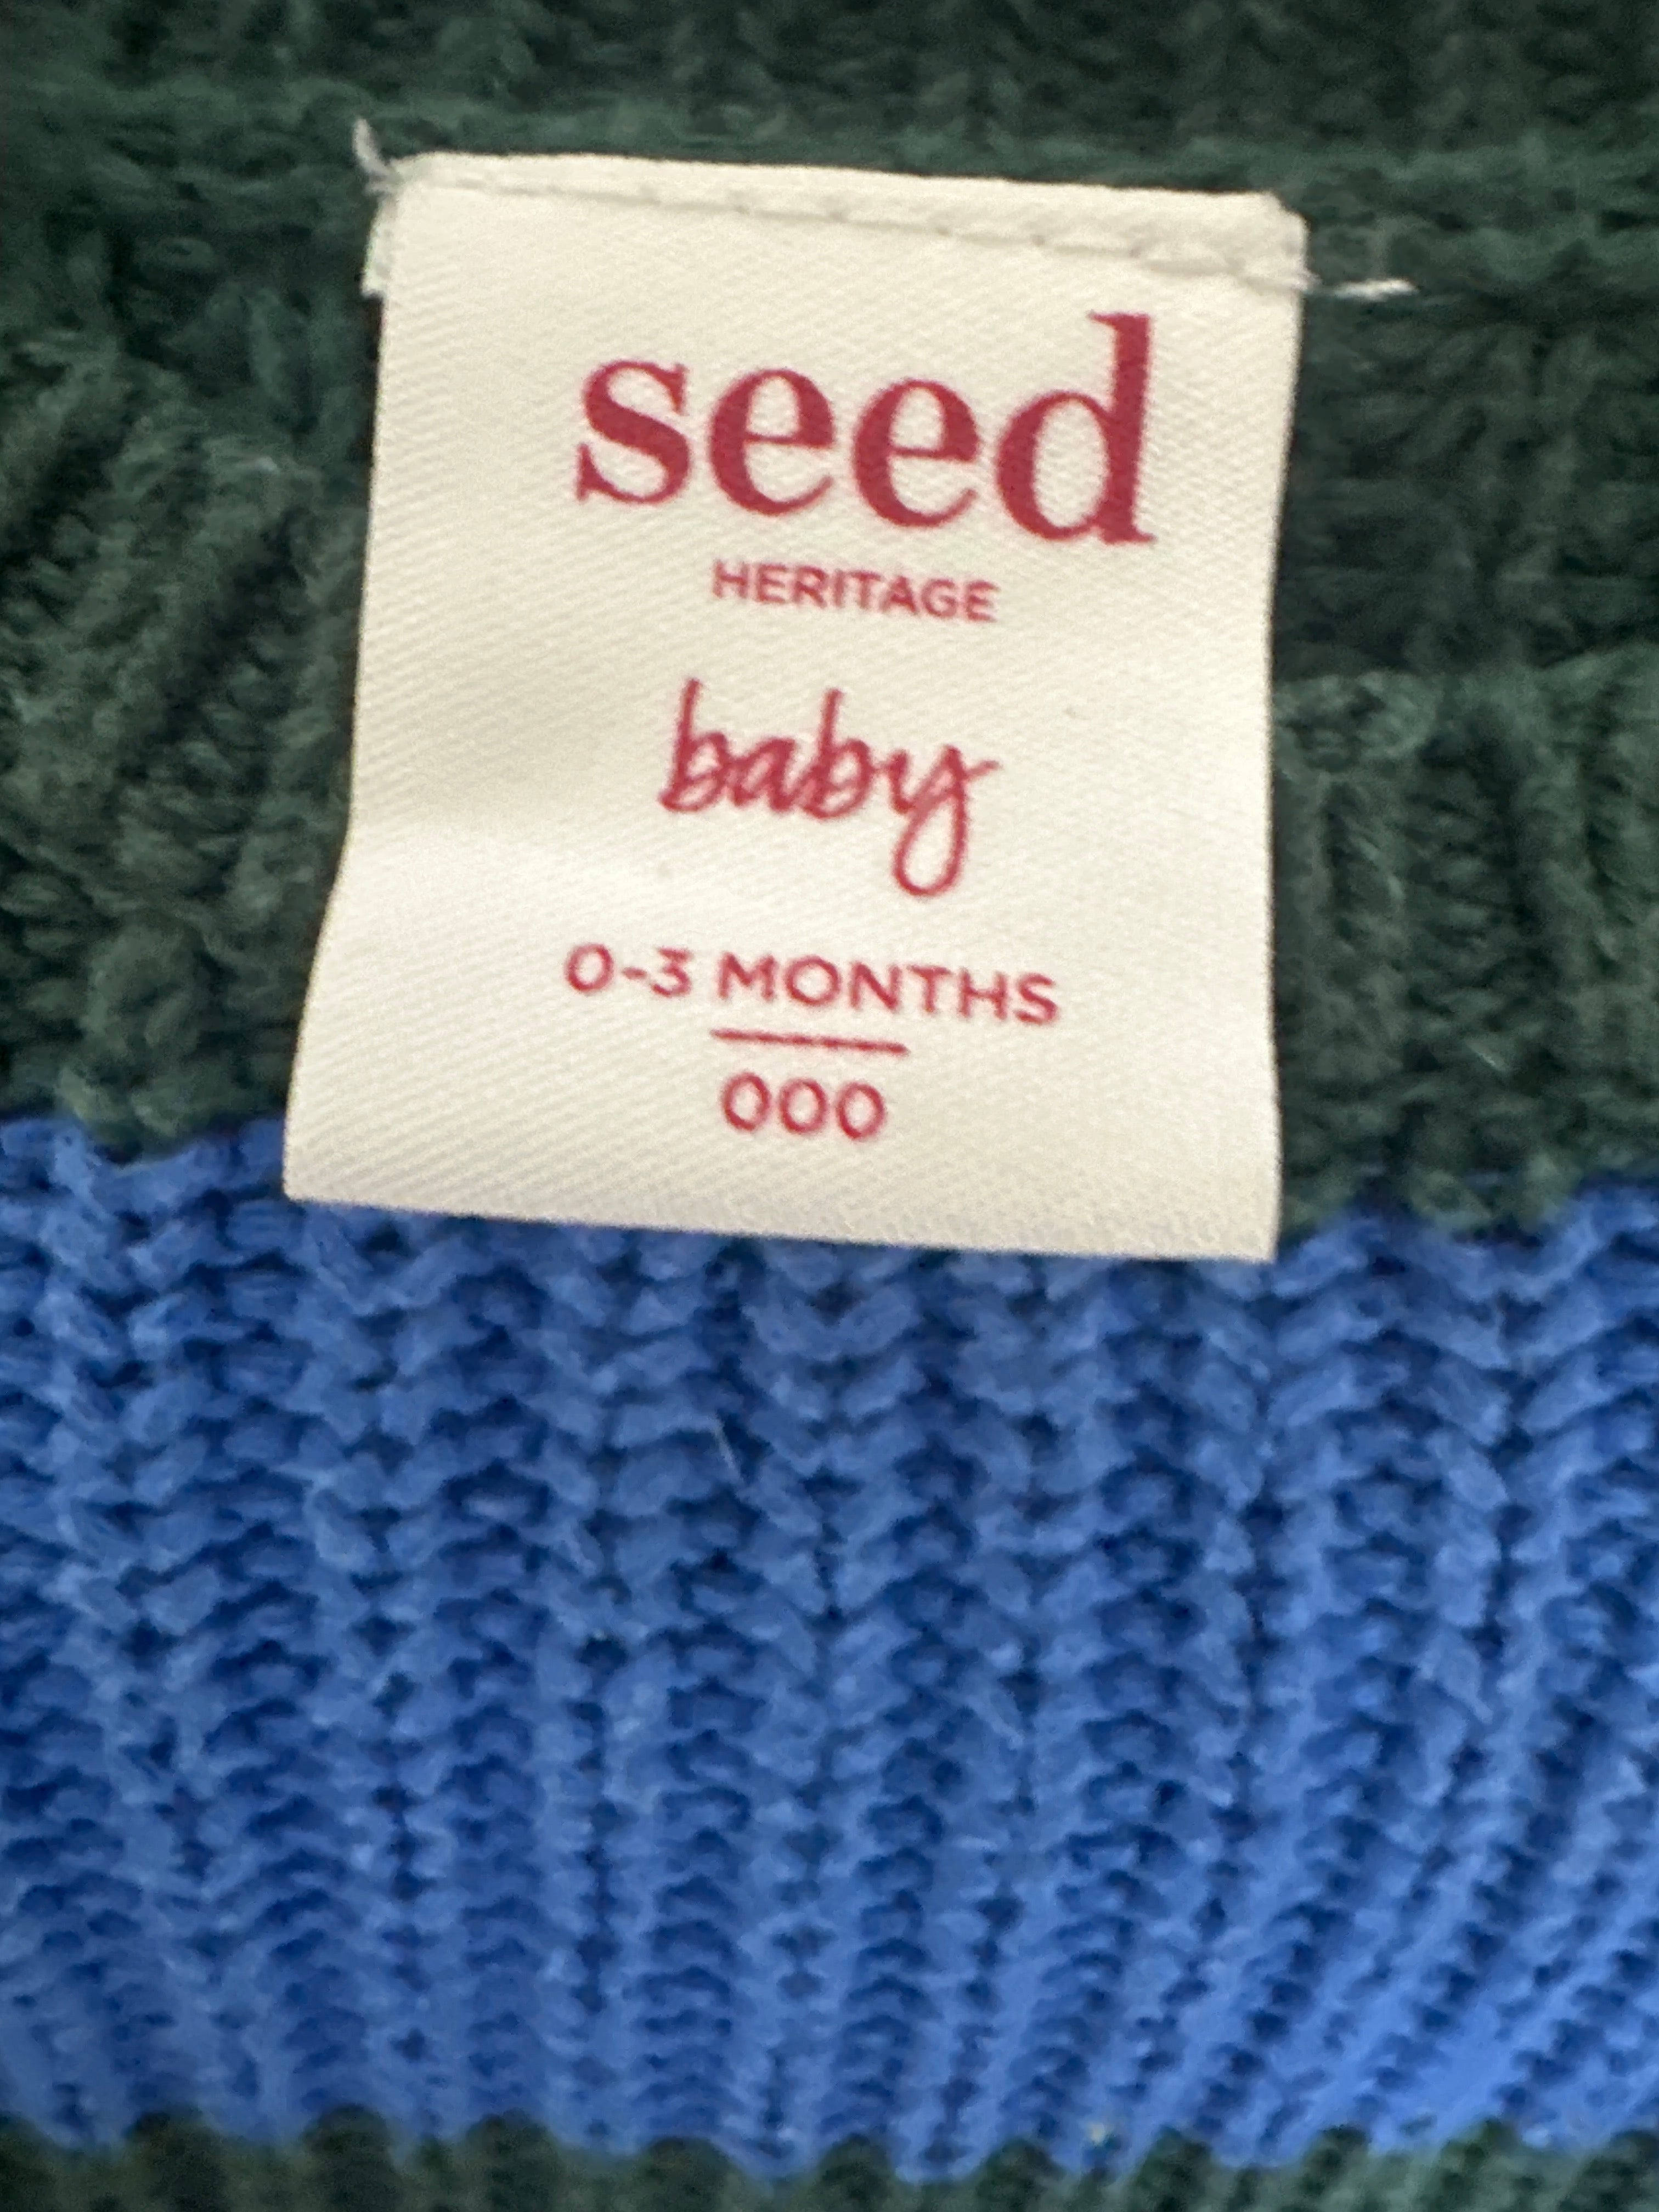 seed
HERITAGE
baby
0-3 MONTHS
000